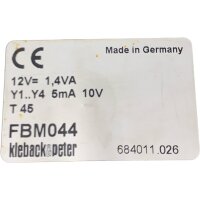 CE Made in Germany
12V= 1,4VA
Y1..Y4 5mA 10V
T 45
FBM044
kieback&peter 684011.026